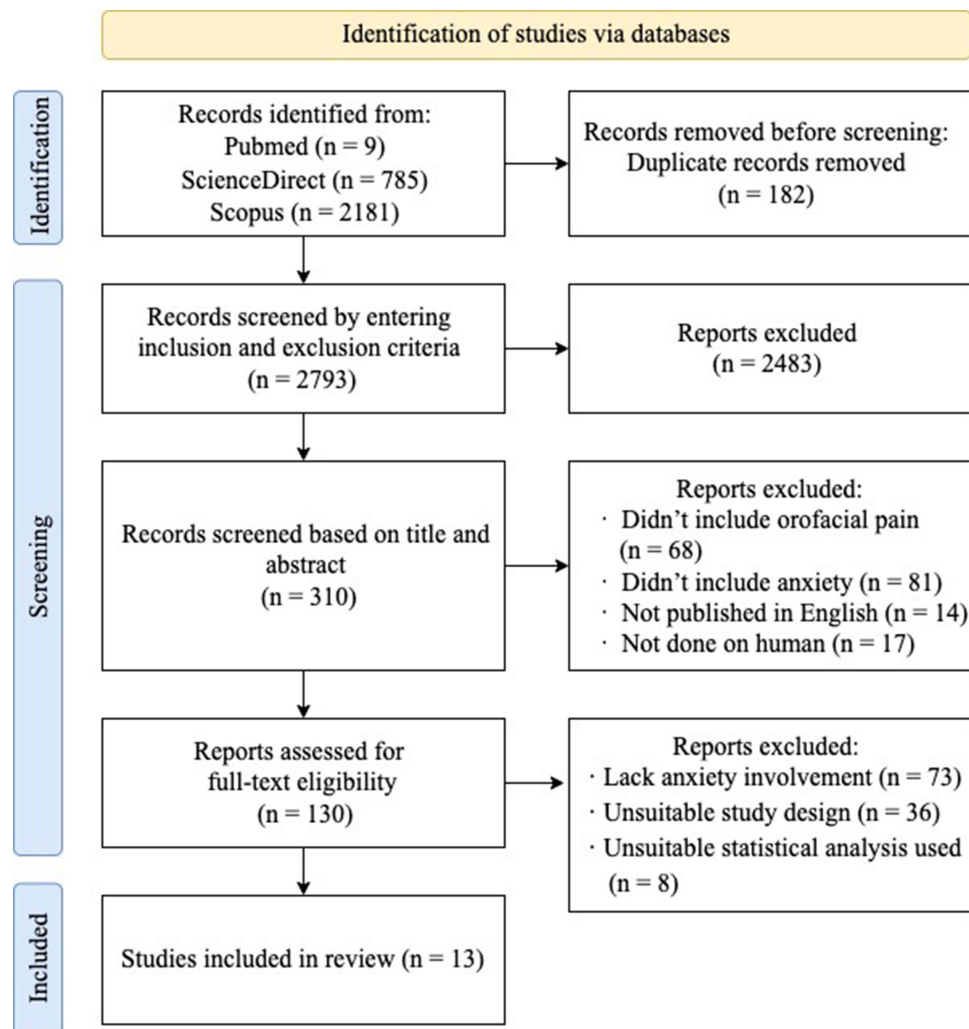 Identification of studies via databases
Identification
Records identified from:
Pubmed (n = 9)
ScienceDirect (n = 785)
Scopus (n = 2181)
Records removed before screening:
Duplicate records removed
(n = 182)
Screening
Records screened by entering
inclusion and exclusion criteria
(n = 2793)
Reports excluded
(n = 2483)
Records screened based on title and
abstract
(n = 310)
Reports excluded:
· Didn't include orofacial pain
(n = 68)
· Didn't include anxiety (n = 81)
· Not published in English (n = 14)
· Not done on human (n = 17)
Reports assessed for
full-text eligibility
(n = 130)
Reports excluded:
· Lack anxiety involvement (n = 73)
· Unsuitable study design (n = 36)
· Unsuitable statistical analysis used
(n = 8)
Included
Studies included in review (n = 13)